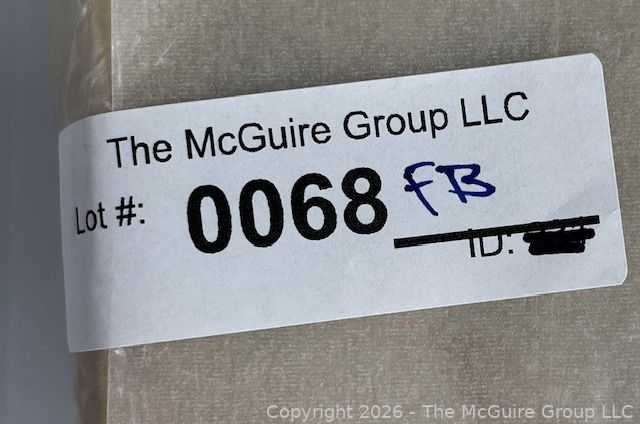 The McGuire Group LLC
Lot #: 0068 FB
ID:
Copyright 2026 - The McGuire Group LLC